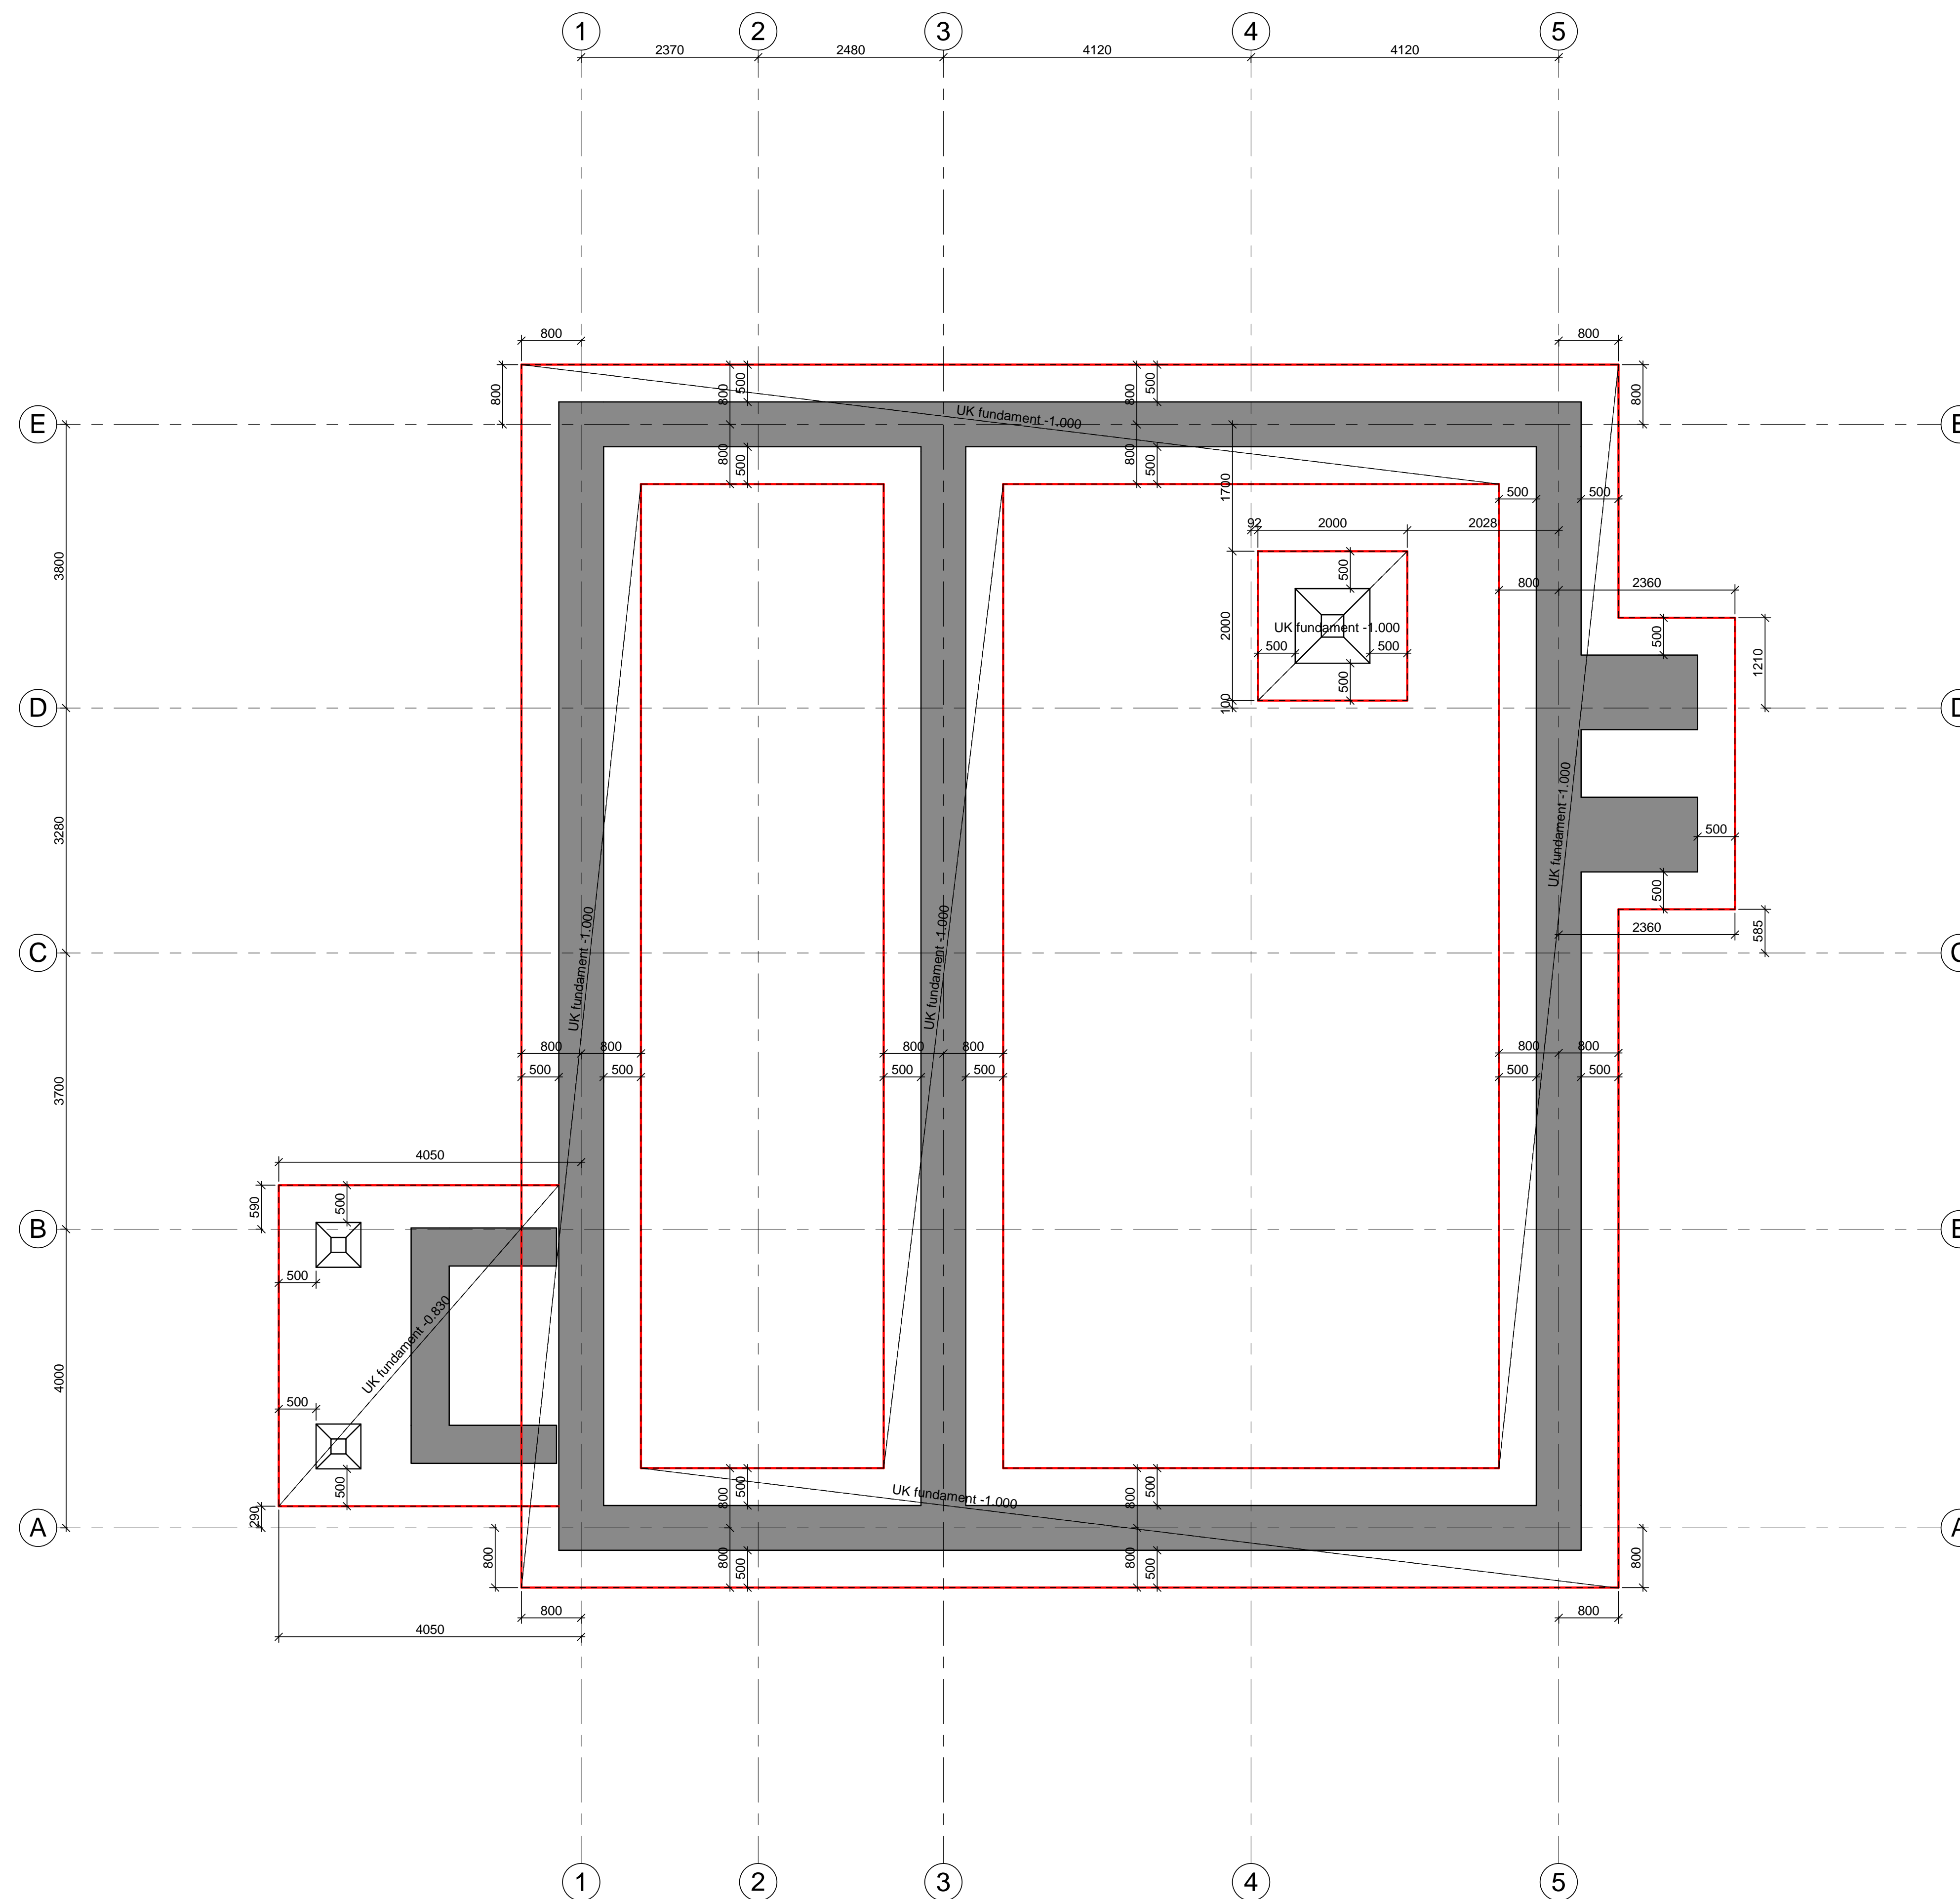 1 2 3 4 5
2370 2480 4120 4120
800 800
800 800 500 800 500 800
UK fundament -1.000
E E
800 500 800 500
1700
500 500
92 2000 2028
3800
500
800 2360
2000
UK fundament -1.000
500 500
500
1210
500
100
D D
UK fundament -1.000
3280
500
500
585
2360
UK fundament -1.000
UK fundament -1.000
C C
800 800 800 800 800 800
500 500 500 500 500 500
3700
4050
590
500
B B
500
UK fundament -0.830
4000
500
500
290
UK fundament -1.000
800 500 800 500
A A
800 800 500 800 500 800
800 800
4050
1 2 3 4 5